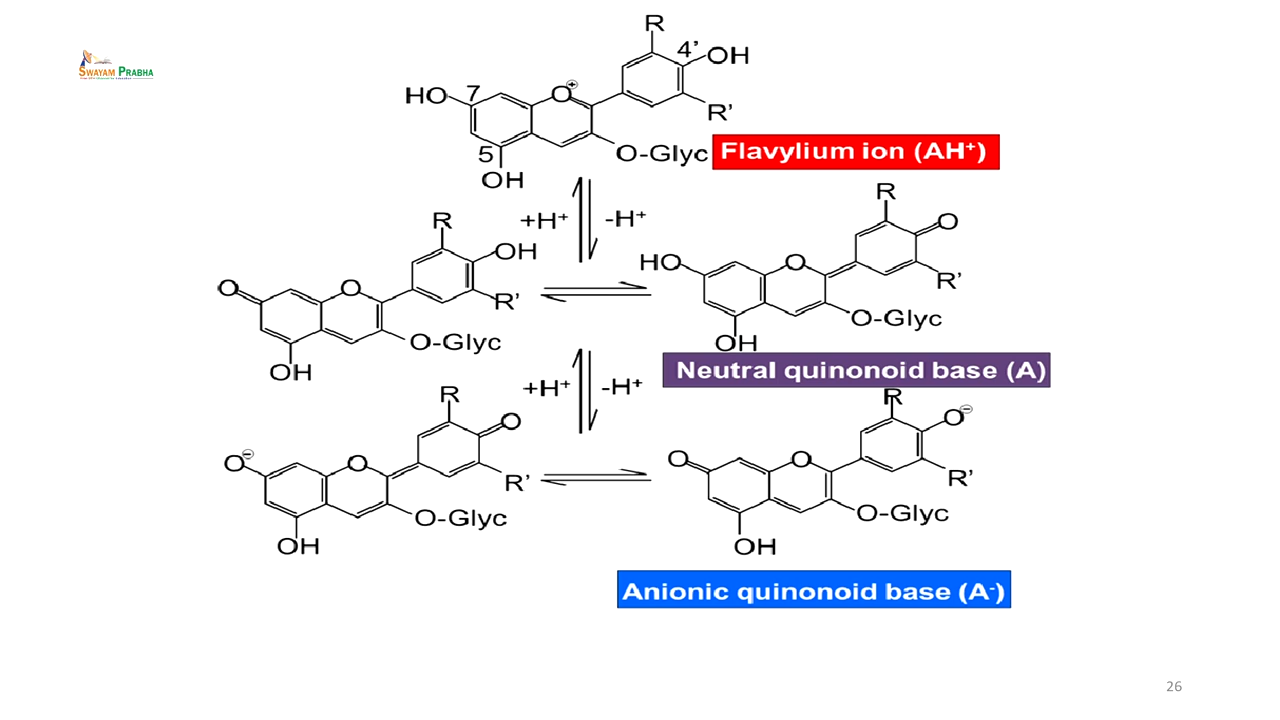 SWAYAM PRABHA
R
4’
OH
HO
7
O⊕
R'
5
O-Glyc
OH
Flavylium ion (AH⁺)
+H⁺ -H⁺
R
O
OH
O
R'
O-Glyc
OH
R
O
HO
O
R'
O-Glyc
OH
Neutral quinonoid base (A)
+H⁺ -H⁺
R
O
O⊖
O
R'
O-Glyc
OH
R
O⊖
O
O
R'
O-Glyc
OH
Anionic quinonoid base (A⁻)
26